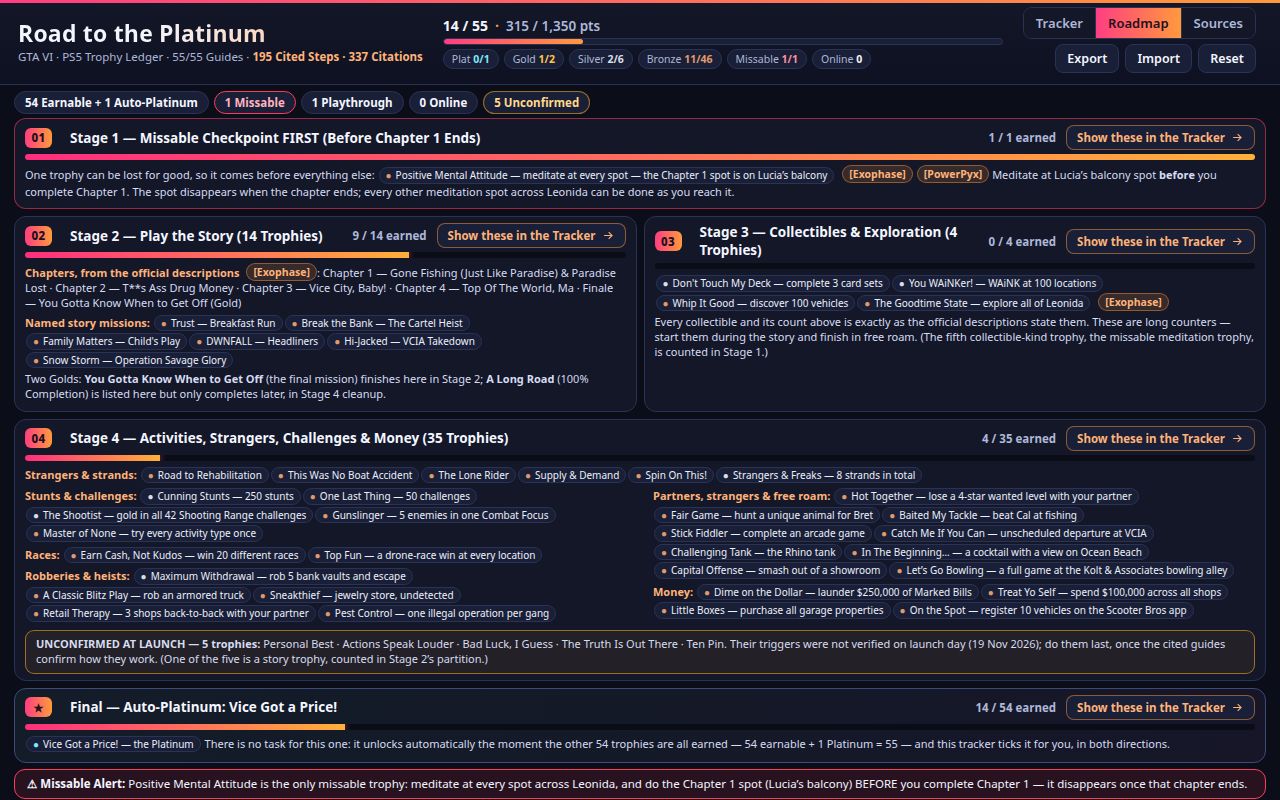 Road to the Platinum
GTA VI · PS5 Trophy Ledger · 55/55 Guides · 195 Cited Steps · 337 Citations
14 / 55 · 315 / 1,350 pts
Plat 0/1 Gold 1/2 Silver 2/6 Bronze 11/46 Missable 1/1 Online 0
Tracker Roadmap Sources
Export Import Reset
54 Earnable + 1 Auto-Platinum 1 Missable 1 Playthrough 0 Online 5 Unconfirmed
01 Stage 1 — Missable Checkpoint FIRST (Before Chapter 1 Ends) 1 / 1 earned Show these in the Tracker →
One trophy can be lost for good, so it comes before everything else: • Positive Mental Attitude — meditate at every spot — the Chapter 1 spot is on Lucia's balcony [Exophase] [PowerPyx] Meditate at Lucia's balcony spot before you
complete Chapter 1. The spot disappears when the chapter ends; every other meditation spot across Leonida can be done as you reach it.
02 Stage 2 — Play the Story (14 Trophies) 9 / 14 earned Show these in the Tracker →
Chapters, from the official descriptions [Exophase] : Chapter 1 — Gone Fishing (Just Like Paradise) & Paradise
Lost · Chapter 2 — T**s Ass Drug Money · Chapter 3 — Vice City, Baby! · Chapter 4 — Top Of The World, Ma · Finale
— You Gotta Know When to Get Off (Gold)
Named story missions: • Trust — Breakfast Run • Break the Bank — The Cartel Heist
• Family Matters — Child's Play • DWNFALL — Headliners • Hi-Jacked — VCIA Takedown
• Snow Storm — Operation Savage Glory
Two Golds: You Gotta Know When to Get Off (the final mission) finishes here in Stage 2; A Long Road (100%
Completion) is listed here but only completes later, in Stage 4 cleanup.
03 Stage 3 — Collectibles & Exploration (4
Trophies) 0 / 4 earned Show these in the Tracker →
• Don't Touch My Deck — complete 3 card sets • You WAiNKer! — WAiNK at 100 locations
• Whip It Good — discover 100 vehicles • The Goodtime State — explore all of Leonida [Exophase]
Every collectible and its count above is exactly as the official descriptions state them. These are long counters —
start them during the story and finish in free roam. (The fifth collectible-kind trophy, the missable meditation trophy,
is counted in Stage 1.)
04 Stage 4 — Activities, Strangers, Challenges & Money (35 Trophies) 4 / 35 earned Show these in the Tracker →
Strangers & strands: • Road to Rehabilitation • This Was No Boat Accident • The Lone Rider • Supply & Demand • Spin On This! • Strangers & Freaks — 8 strands in total
Stunts & challenges: • Cunning Stunts — 250 stunts • One Last Thing — 50 challenges
• The Shootist — gold in all 42 Shooting Range challenges • Gunslinger — 5 enemies in one Combat Focus
• Master of None — try every activity type once
Races: • Earn Cash, Not Kudos — win 20 different races • Top Fun — a drone-race win at every location
Robberies & heists: • Maximum Withdrawal — rob 5 bank vaults and escape
• A Classic Blitz Play — rob an armored truck • Sneakthief — jewelry store, undetected
• Retail Therapy — 3 shops back-to-back with your partner • Pest Control — one illegal operation per gang
Partners, strangers & free roam: • Hot Together — lose a 4-star wanted level with your partner
• Fair Game — hunt a unique animal for Bret • Baited My Tackle — beat Cal at fishing
• Stick Fiddler — complete an arcade game • Catch Me If You Can — unscheduled departure at VCIA
• Challenging Tank — the Rhino tank • In The Beginning... — a cocktail with a view on Ocean Beach
• Capital Offense — smash out of a showroom • Let's Go Bowling — a full game at the Kolt & Associates bowling alley
Money: • Dime on the Dollar — launder $250,000 of Marked Bills • Treat Yo Self — spend $100,000 across all shops
• Little Boxes — purchase all garage properties • On the Spot — register 10 vehicles on the Scooter Bros app
UNCONFIRMED AT LAUNCH — 5 trophies: Personal Best · Actions Speak Louder · Bad Luck, I Guess · The Truth Is Out There · Ten Pin. Their triggers were not verified on launch day (19 Nov 2026); do them last, once the cited guides
confirm how they work. (One of the five is a story trophy, counted in Stage 2's partition.)
★ Final — Auto-Platinum: Vice Got a Price! 14 / 54 earned Show these in the Tracker →
• Vice Got a Price! — the Platinum There is no task for this one: it unlocks automatically the moment the other 54 trophies are all earned — 54 earnable + 1 Platinum = 55 — and this tracker ticks it for you, in both directions.
⚠ Missable Alert: Positive Mental Attitude is the only missable trophy: meditate at every spot across Leonida, and do the Chapter 1 spot (Lucia's balcony) BEFORE you complete Chapter 1 — it disappears once that chapter ends.